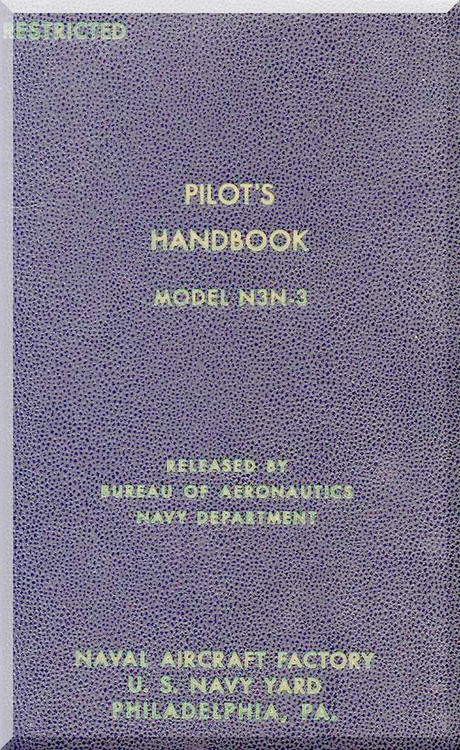 RESTRICTED
PILOT'S
HANDBOOK
MODEL N3N-3
RELEASED BY
BUREAU OF AERONAUTICS
NAVY DEPARTMENT
NAVAL AIRCRAFT FACTORY
U. S. NAVY YARD
PHILADELPHIA, PA.